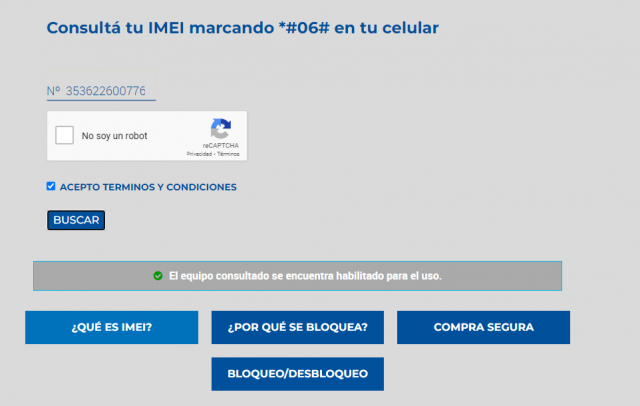 Consultá tu IMEI marcando *#06# en tu celular
Nº 353622600776
No soy un robot
reCAPTCHA
Privacidad - Términos
ACEPTO TERMINOS Y CONDICIONES
BUSCAR
El equipo consultado se encuentra habilitado para el uso.
¿QUÉ ES IMEI?
¿POR QUÉ SE BLOQUEA?
COMPRA SEGURA
BLOQUEO/DESBLOQUEO